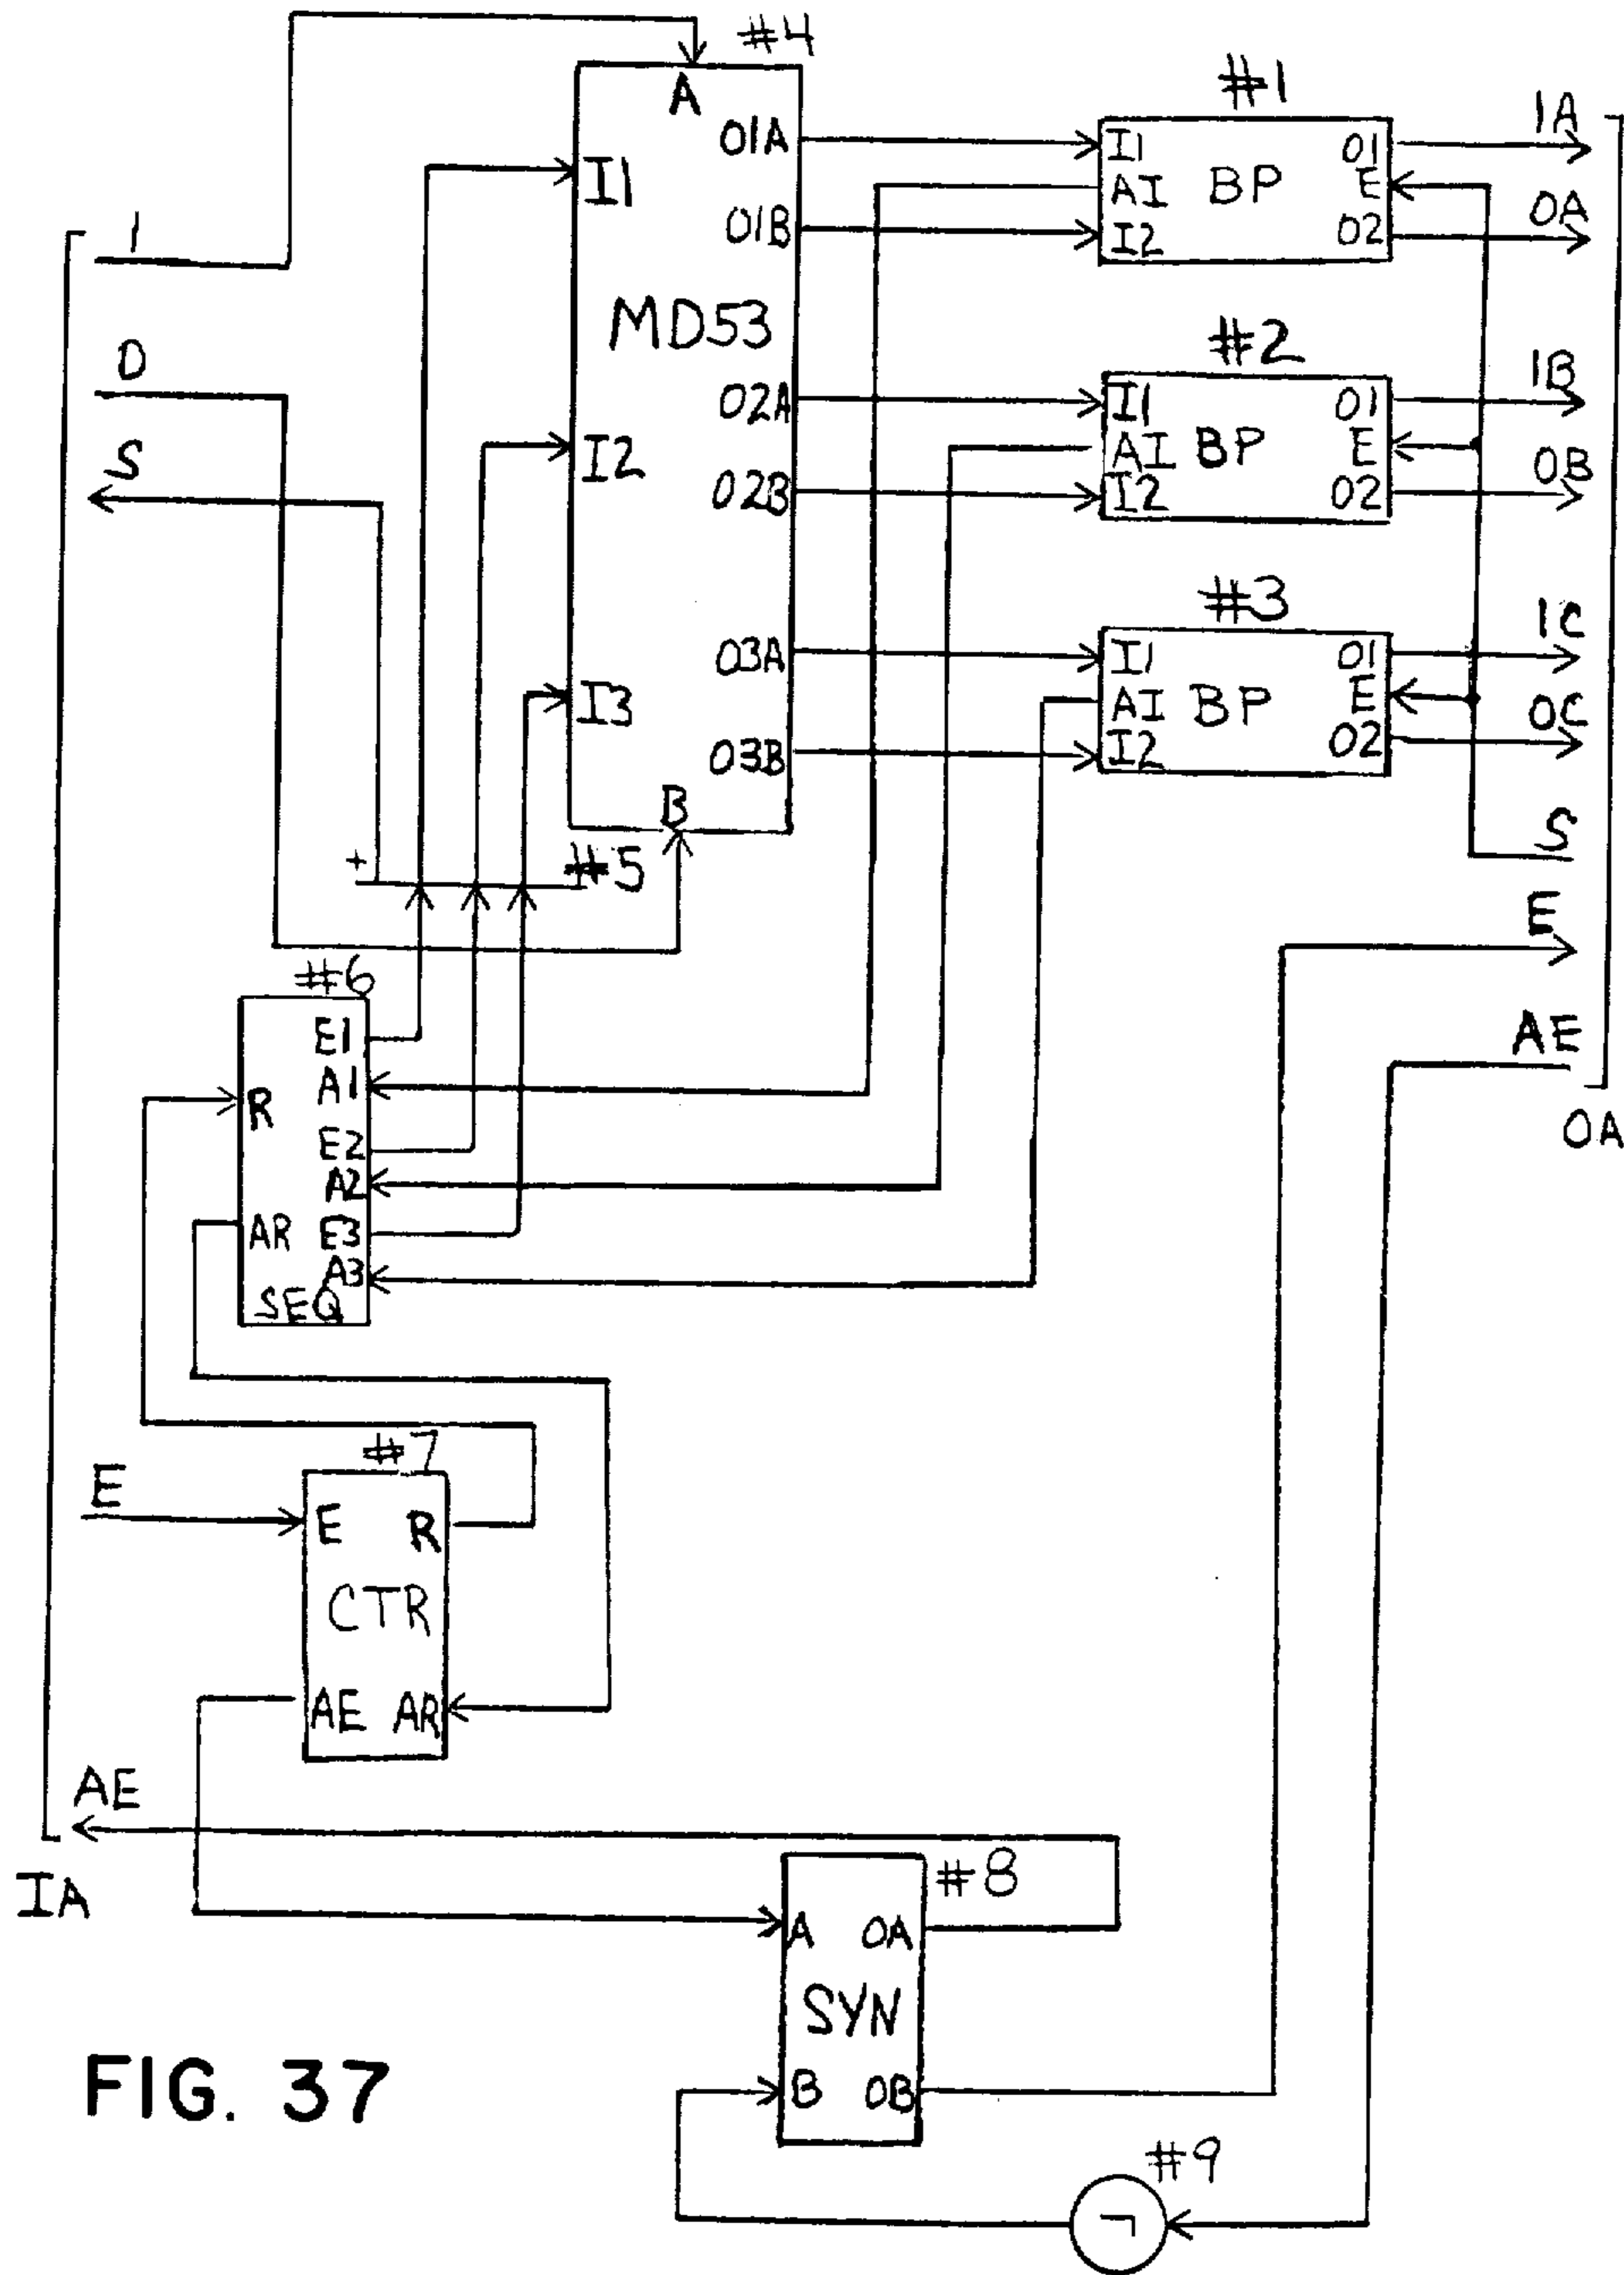 #4
A
#1
1A
O1A
I1
O1
I1
AI
BP
E
0A
O1B
I2
O2
1
MD53
#2
1B
0
O2A
I1
O1
S
I2
AI
BP
E
0B
O2B
I2
O2
#3
1C
O3A
I1
O1
I3
AI
BP
E
0C
O3B
I2
O2
B
S
+
#5
E
#6
E1
AE
A1
R
OA
E2
A2
AR
E3
A3
SEQ
#7
E
E
R
CTR
AE
AR
AE
#8
IA
A
OA
SYN
B
OB
FIG. 37
#9
¬